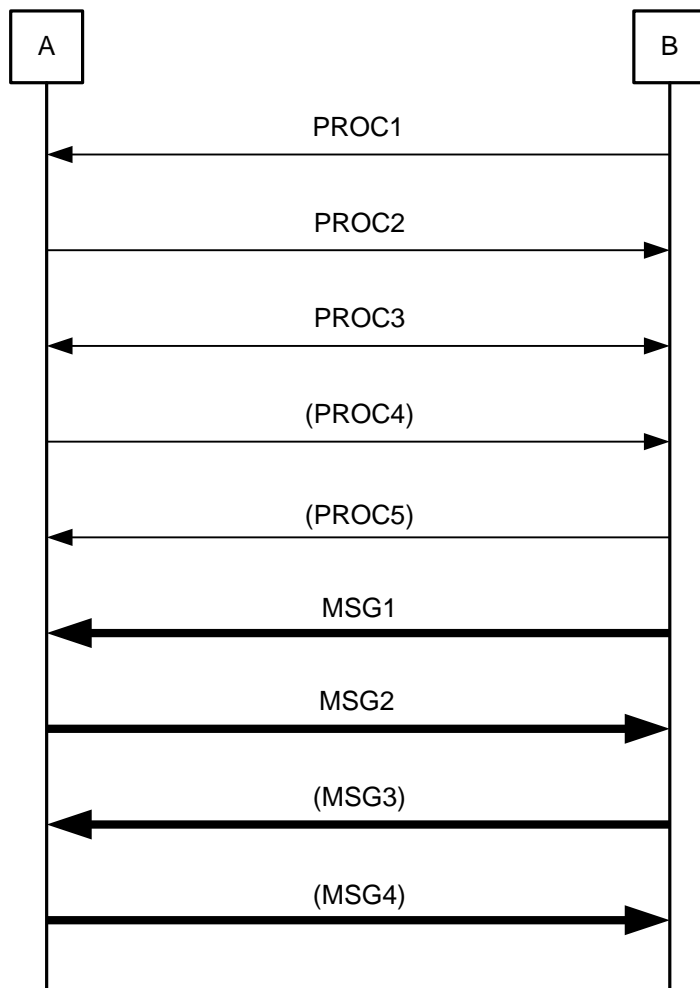 A
B
PROC1
PROC2
PROC3
(PROC4)
(PROC5)
MSG1
MSG2
(MSG3)
(MSG4)